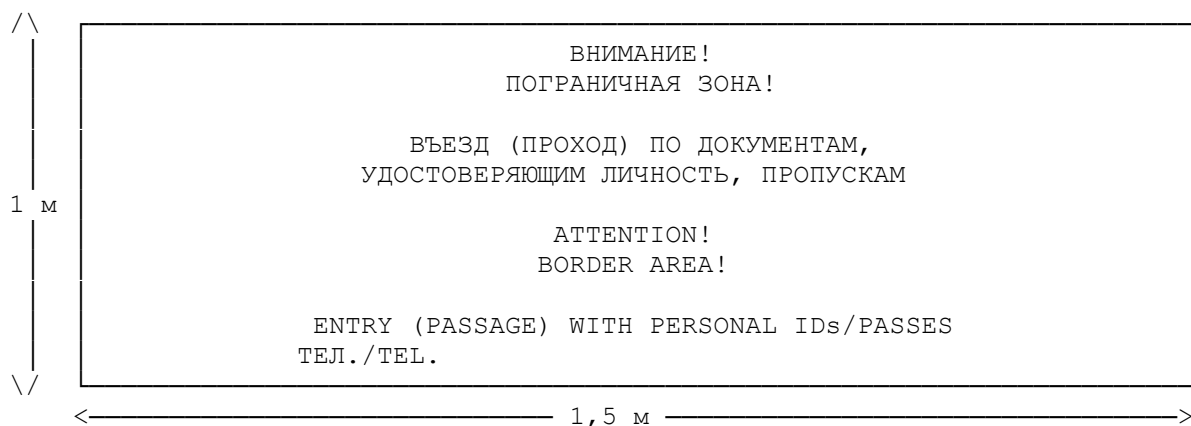 ВНИМАНИЕ!
ПОГРАНИЧНАЯ ЗОНА!
ВЪЕЗД (ПРОХОД) ПО ДОКУМЕНТАМ,
УДОСТОВЕРЯЮЩИМ ЛИЧНОСТЬ, ПРОПУСКАМ
1 м
ATTENTION!
BORDER AREA!
ENTRY (PASSAGE) WITH PERSONAL IDs/PASSES
ТЕЛ./TEL.
1,5 м